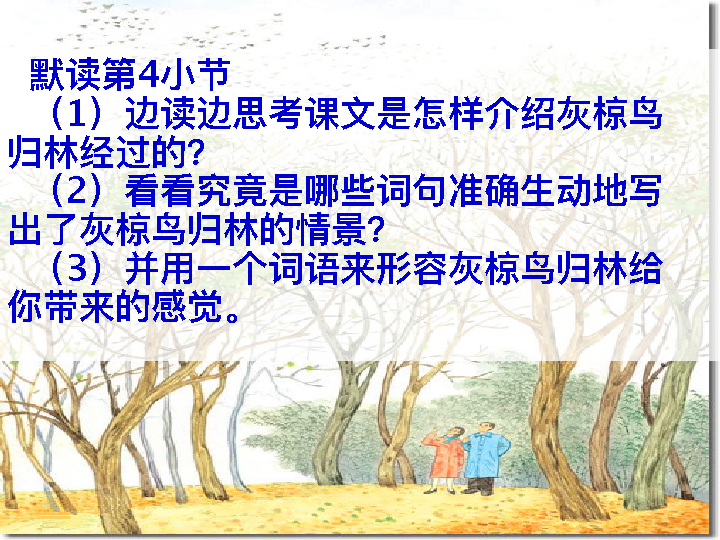 默读第4小节
（1）边读边思考课文是怎样介绍灰椋鸟
归林经过的？
（2）看看究竟是哪些词句准确生动地写
出了灰椋鸟归林的情景？
（3）并用一个词语来形容灰椋鸟归林给
你带来的感觉。